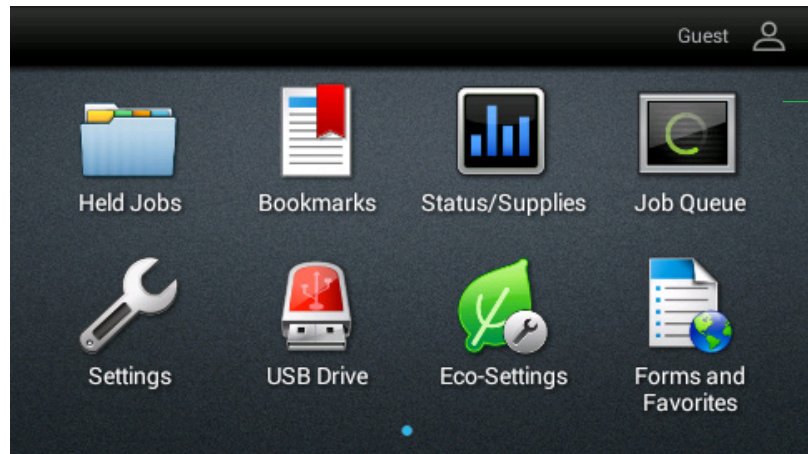 Guest
Held Jobs
Bookmarks
Status/Supplies
Job Queue
Settings
USB Drive
Eco-Settings
Forms and
Favorites